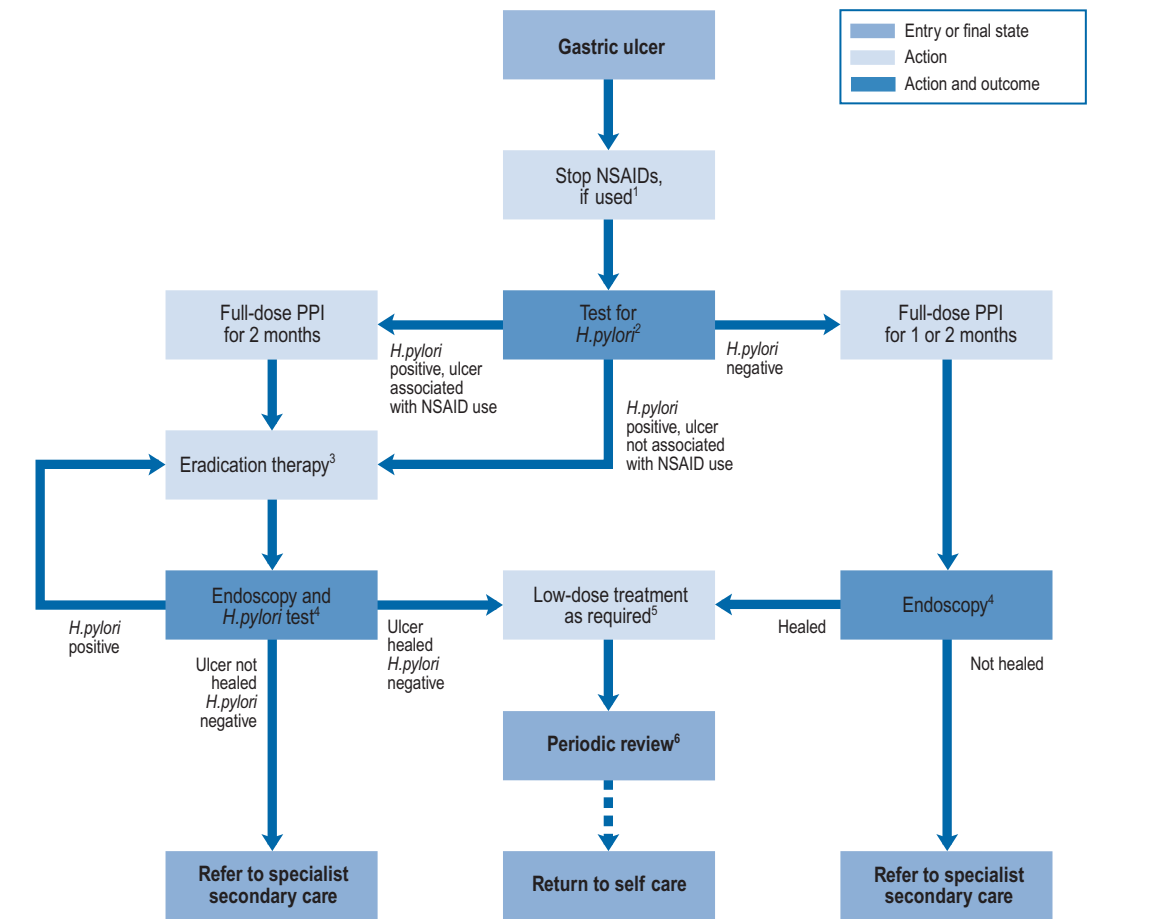 Gastric ulcer
Entry or final state
Action
Action and outcome
Stop NSAIDs,
if used1
Full-dose PPI
for 2 months
Test for
H.pylori2
Full-dose PPI
for 1 or 2 months
H.pylori
positive, ulcer
associated
with NSAID use
H.pylori
negative
H.pylori
positive, ulcer
not associated
with NSAID use
Eradication therapy3
Endoscopy and
H.pylori test4
Low-dose treatment
as required5
Endoscopy4
H.pylori
positive
Ulcer
healed
H.pylori
negative
Healed
Ulcer not
healed
H.pylori
negative
Not healed
Periodic review6
Refer to specialist
secondary care
Return to self care
Refer to specialist
secondary care